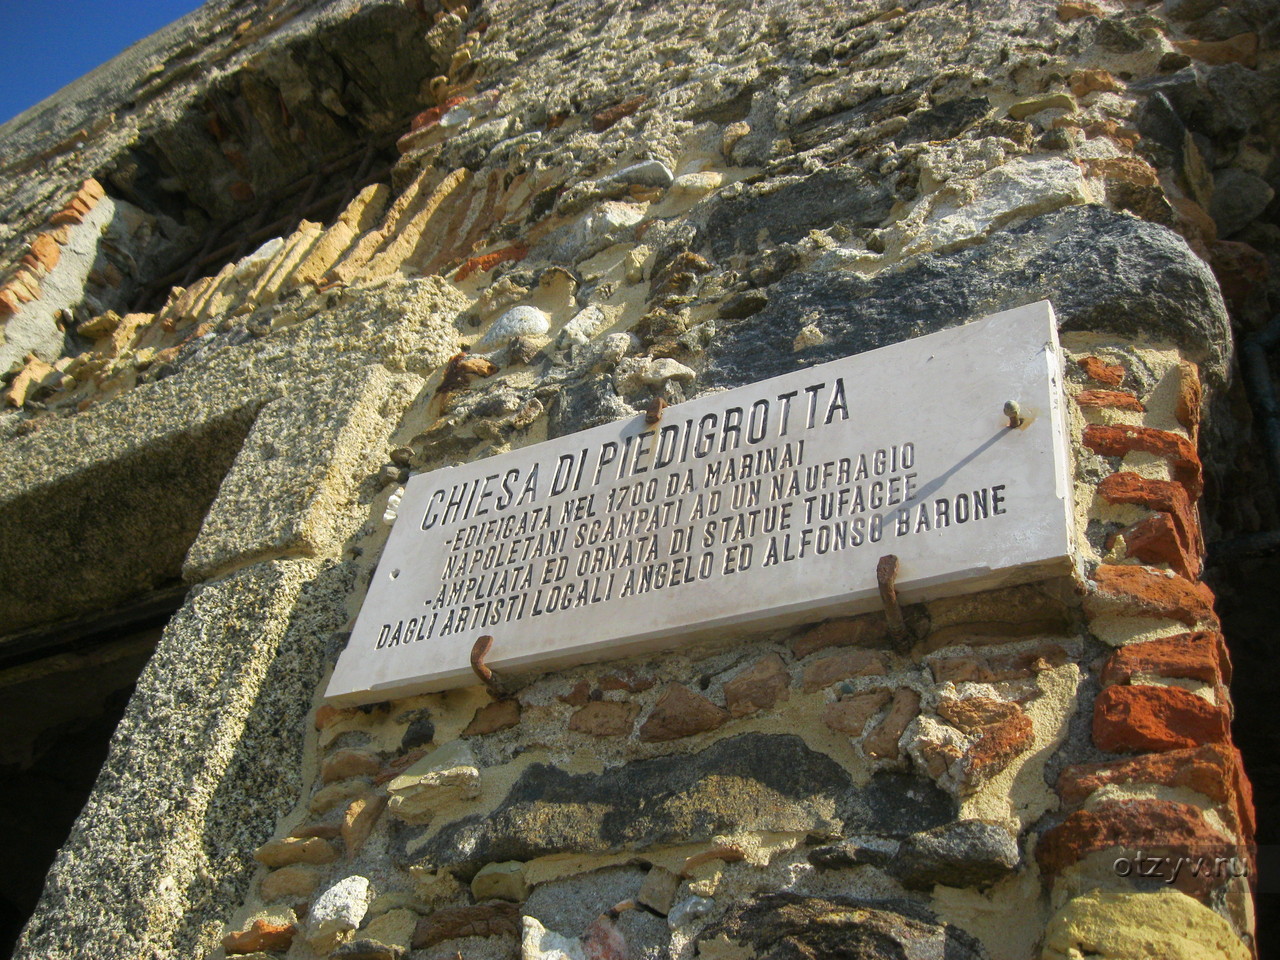 CHIESA DI PIEDIGROTTA
-EDIFICATA NEL 1700 DA MARINAI
NAPOLETANI SCAMPATI AD UN NAUFRAGIO
-AMPLIATA ED ORNATA DI STATUE TUFACEE
DAGLI ARTISTI LOCALI ANGELO ED ALFONSO BARONE
otzyv.ru